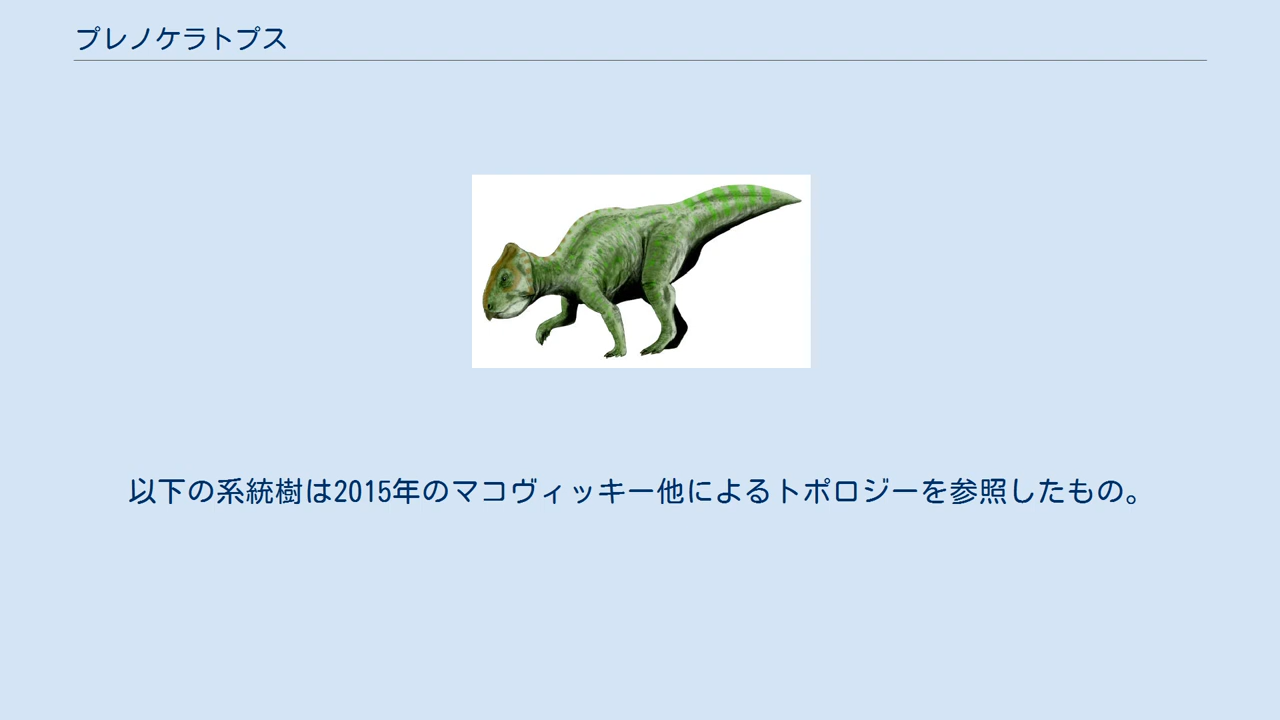 プレノケラトプス
以下の系統樹は2015年のマコヴィッキー他によるトポロジーを参照したもの。